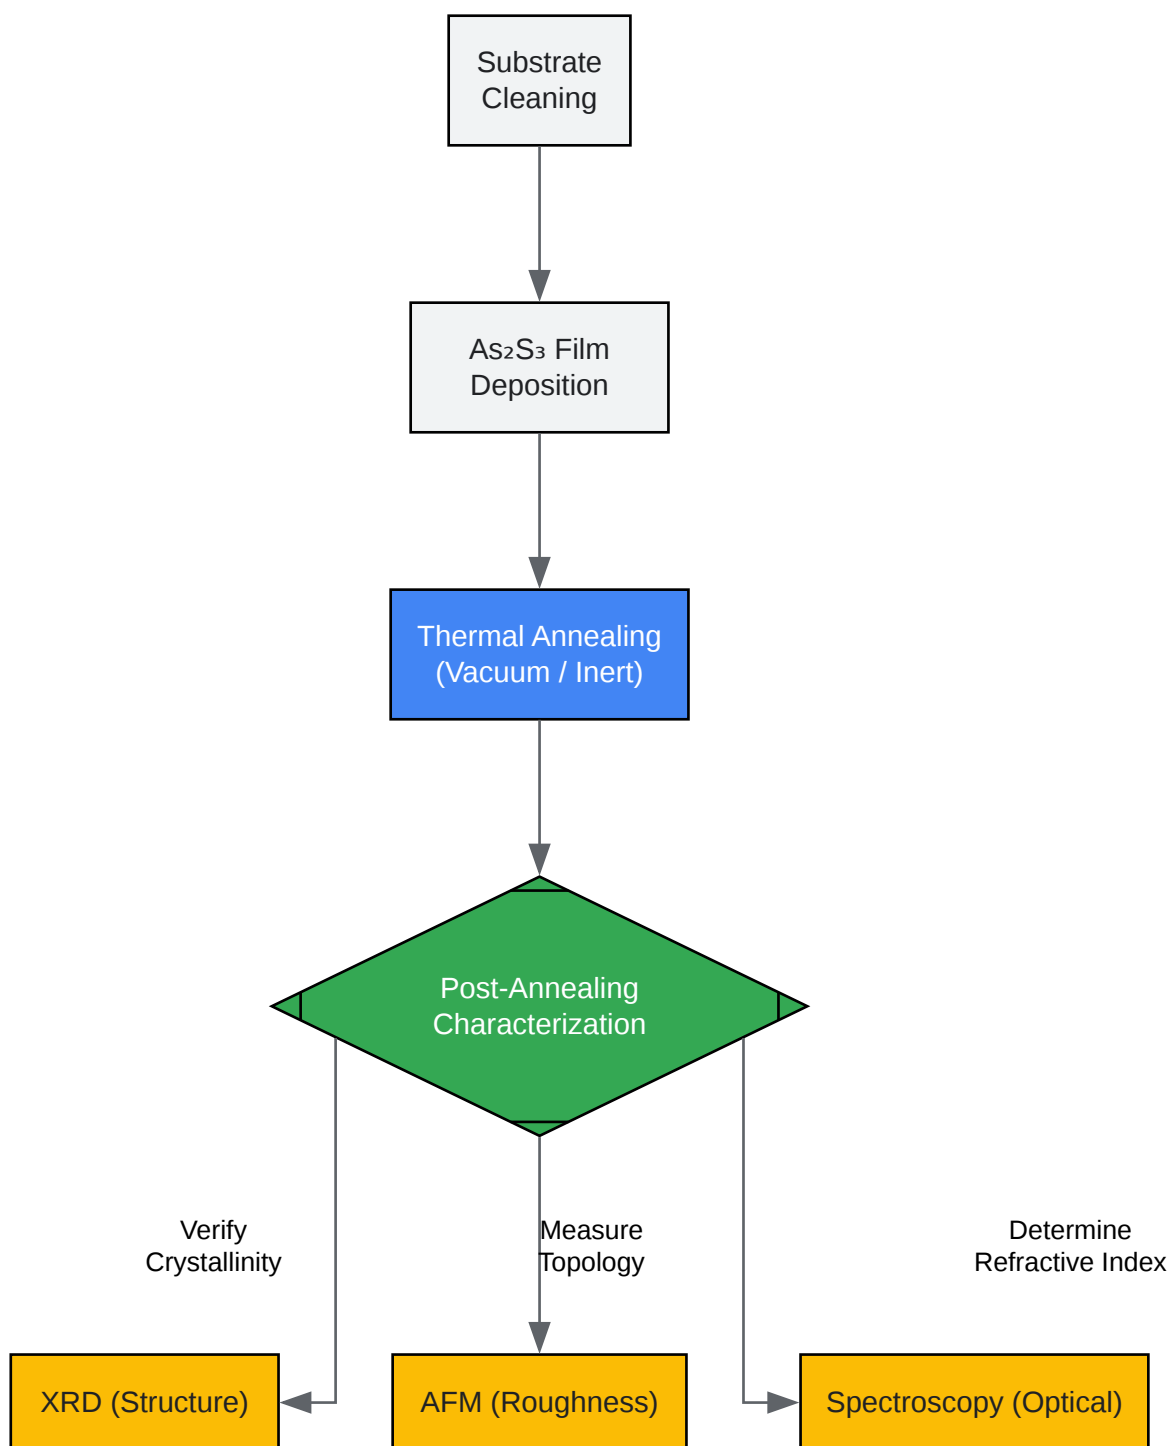 Substrate
Cleaning
As₂S₃ Film
Deposition
Thermal Annealing
(Vacuum / Inert)
Post-Annealing
Characterization
Verify
Crystallinity
Measure
Topology
Determine
Refractive Index
XRD (Structure)
AFM (Roughness)
Spectroscopy (Optical)